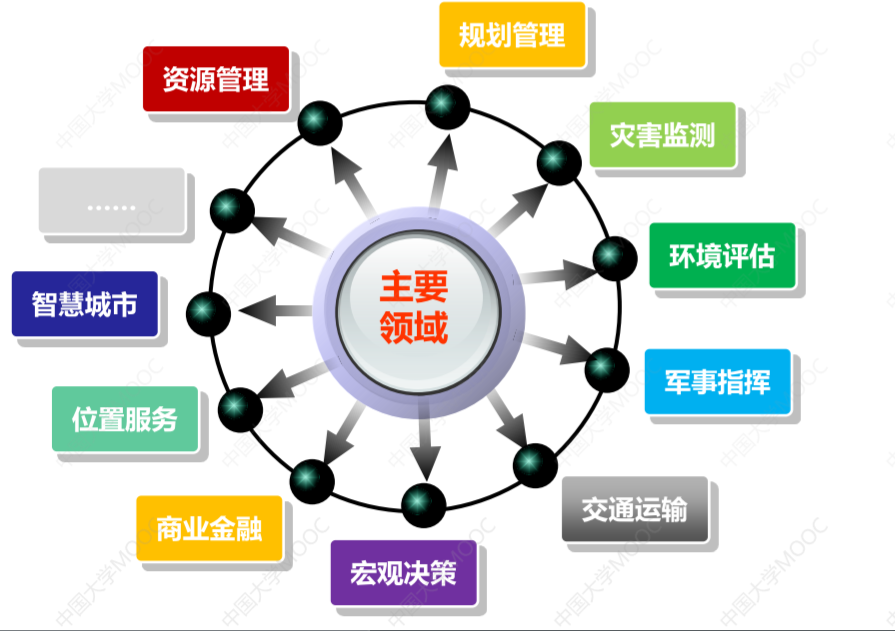 规划管理
资源管理
灾害监测
......
环境评估
主要
领域
智慧城市
军事指挥
位置服务
交通运输
商业金融
宏观决策
中国大学MOOC